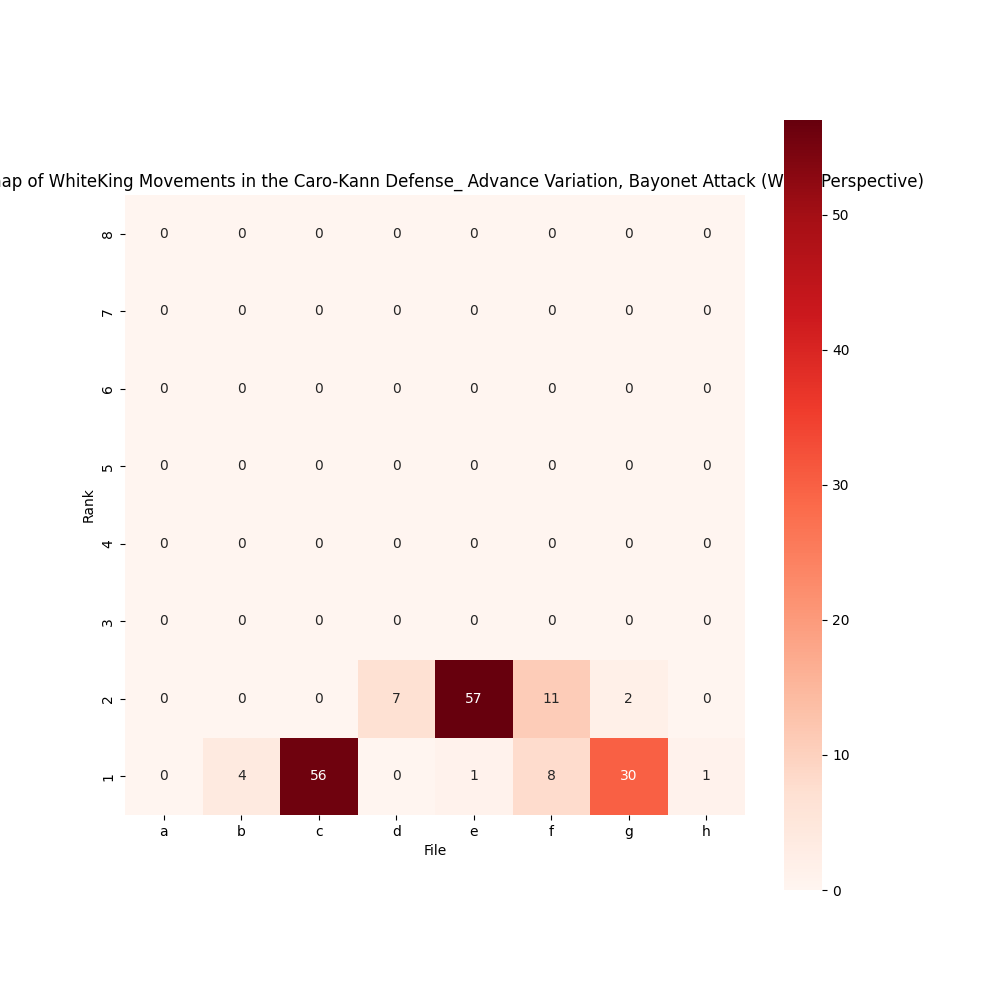 ap of WhiteKing Movements in the Caro-Kann Defense_ Advance Variation, Bayonet Attack (W Perspective)
8 0 0 0 0 0 0 0 0
7 0 0 0 0 0 0 0 0
6 0 0 0 0 0 0 0 0
5 0 0 0 0 0 0 0 0
4 0 0 0 0 0 0 0 0
3 0 0 0 0 0 0 0 0
2 0 0 0 7 57 11 2 0
1 0 4 56 0 1 8 30 1
a b c d e f g h
File
Rank
50
40
30
20
10
0